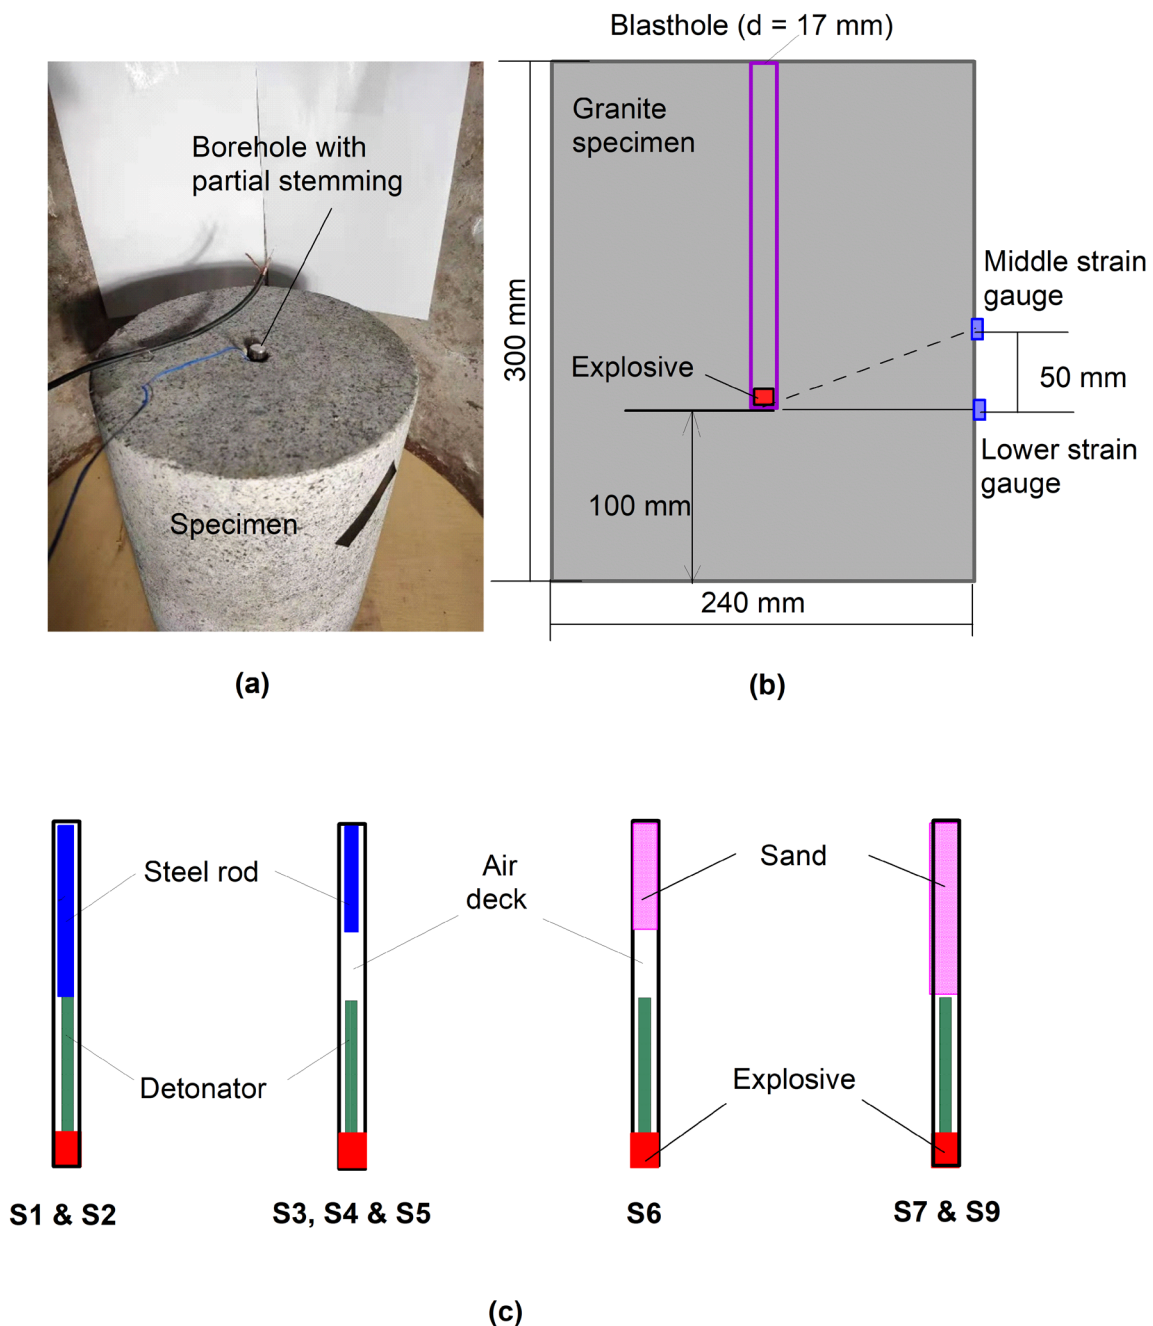 Blasthole (d = 17 mm)
Borehole with
partial stemming
Specimen
(a)
Granite
specimen
300 mm
Explosive
Middle strain
gauge
50 mm
Lower strain
gauge
100 mm
240 mm
(b)
Steel rod
Air
deck
Sand
Detonator
Explosive
S1 & S2
S3, S4 & S5
S6
S7 & S9
(c)